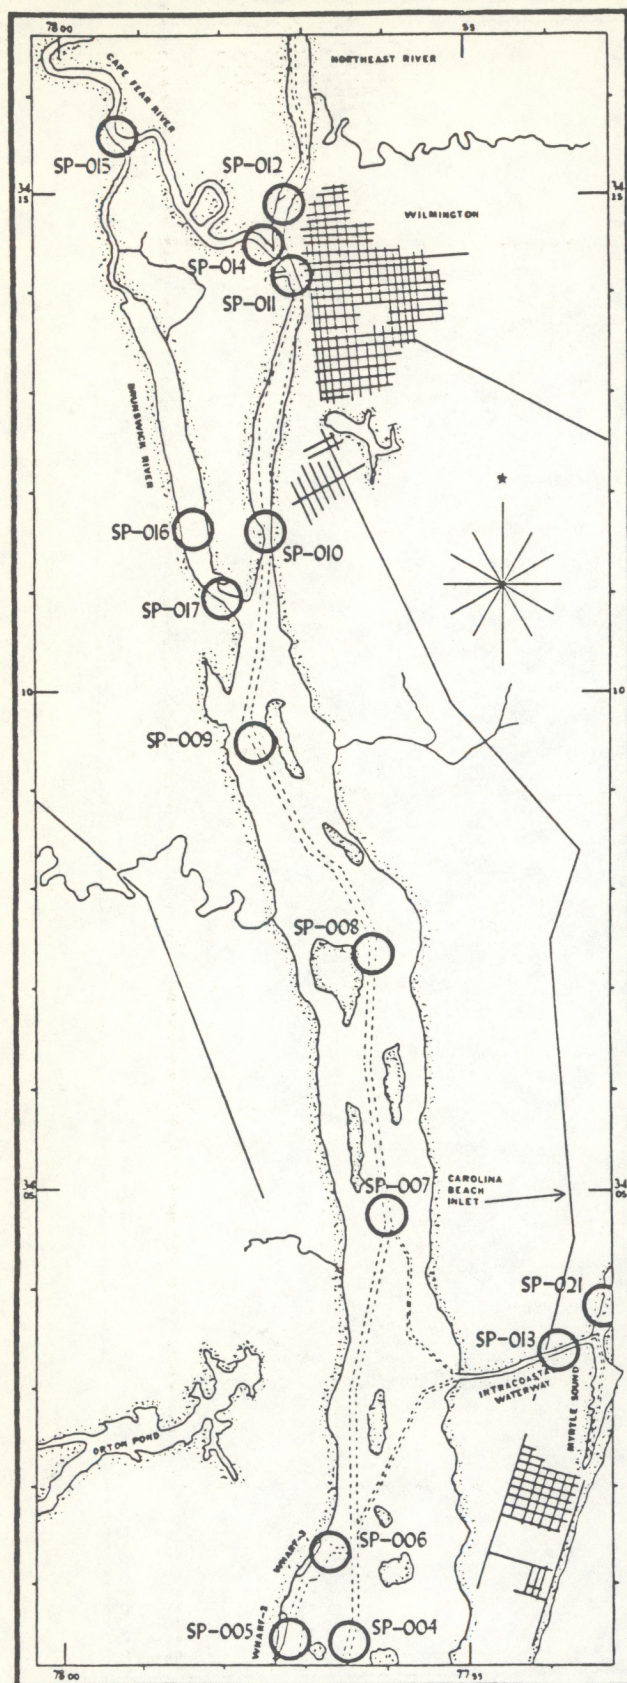 78 00
55
NORTHEAST RIVER
CAPE FEAR RIVER
SP-015
SP-012
34
15
34
15
WILMINGTON
SP-014
SP-011
BRUNSWICK RIVER
SP-016
SP-010
SP-017
10
10
SP-009
SP-008
SP-007
CAROLINA
BEACH
INLET
34
05
34
05
SP-021
SP-013
INTRACOASTA
WATERWAY
MYRTLE SOUND
ORTON POND
WHARF-3
SP-006
WHARF-2
SP-005
SP-004
78 00
77 55